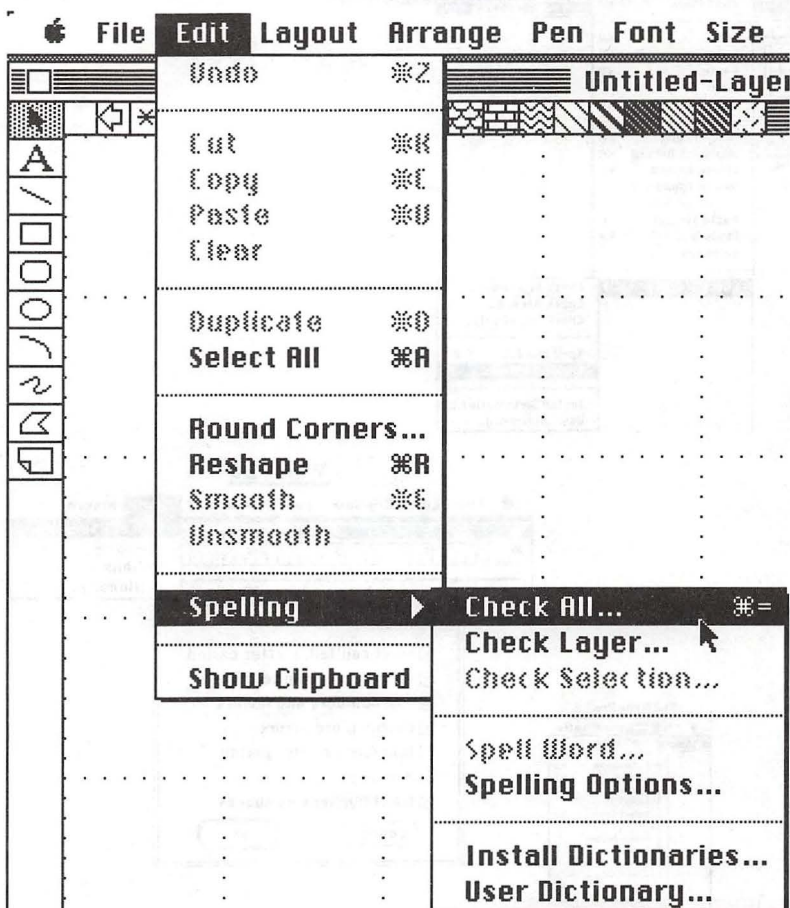 File Edit Layout Arrange Pen Font Size
Untitled-Layer
Undo ⌘Z
Cut ⌘X
Copy ⌘C
Paste ⌘V
Clear
Duplicate ⌘D
Select All ⌘A
Round Corners...
Reshape ⌘R
Smooth ⌘E
Unsmooth
Spelling
Show Clipboard
Check All... ⌘=
Check Layer...
Check Selection...
Spell Word...
Spelling Options...
Install Dictionaries...
User Dictionary...
A